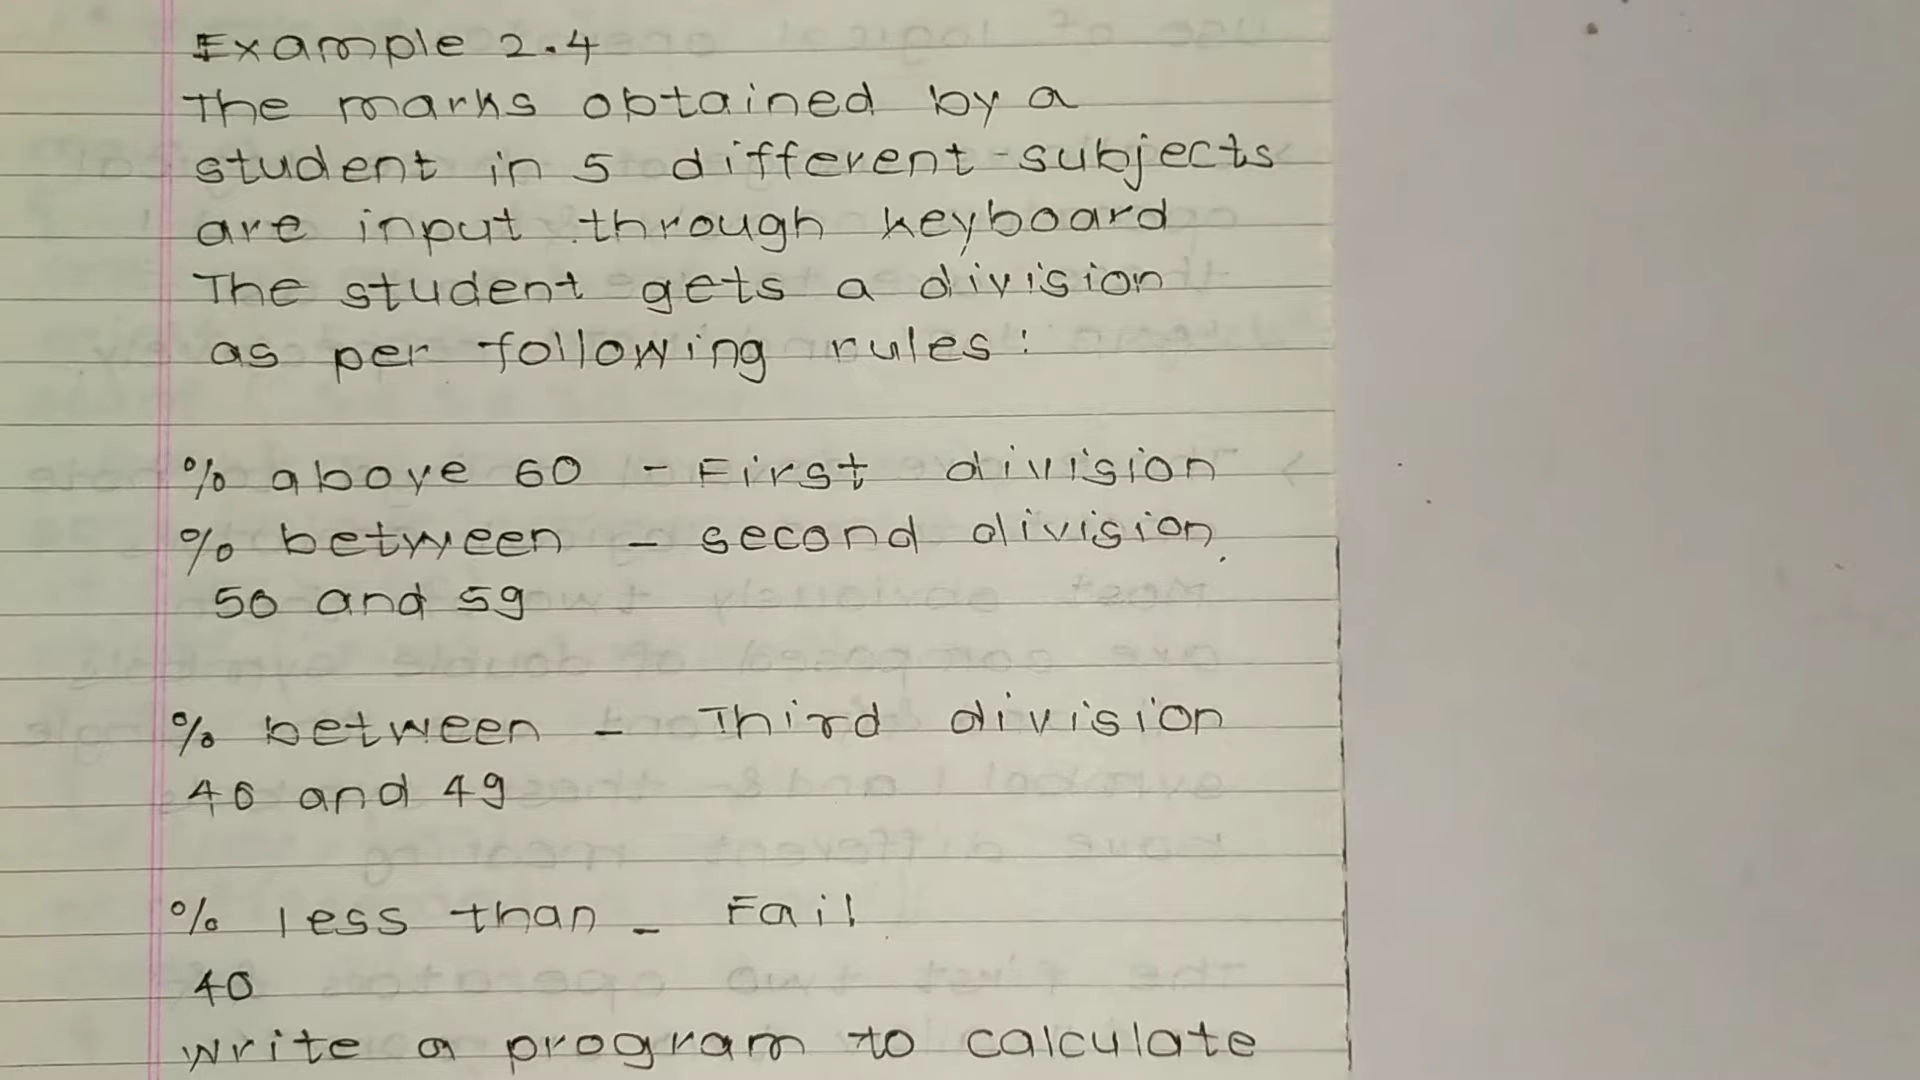 Example 2.4
The marks obtained by a
student in 5 different subjects
are input through keyboard
The student gets a division
as per following rules:
% above 60 - First division
% between - second division.
50 and 59
% between - Third division
40 and 49
% less than - Fail
40
write a program to calculate